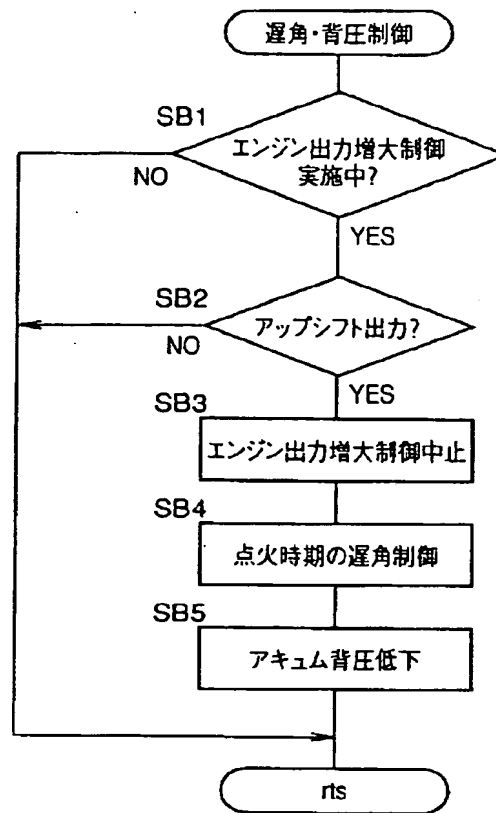 遅角・背圧制御
SB1
エンジン出力増大制御
実施中?
NO
YES
SB2
アップシフト出力?
NO
YES
SB3
エンジン出力増大制御中止
SB4
点火時期の遅角制御
SB5
アキュム背圧低下
rts